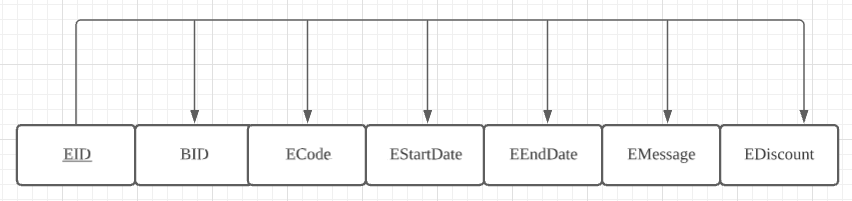 EID BID ECode EStartDate EEndDate EMessage EDiscount